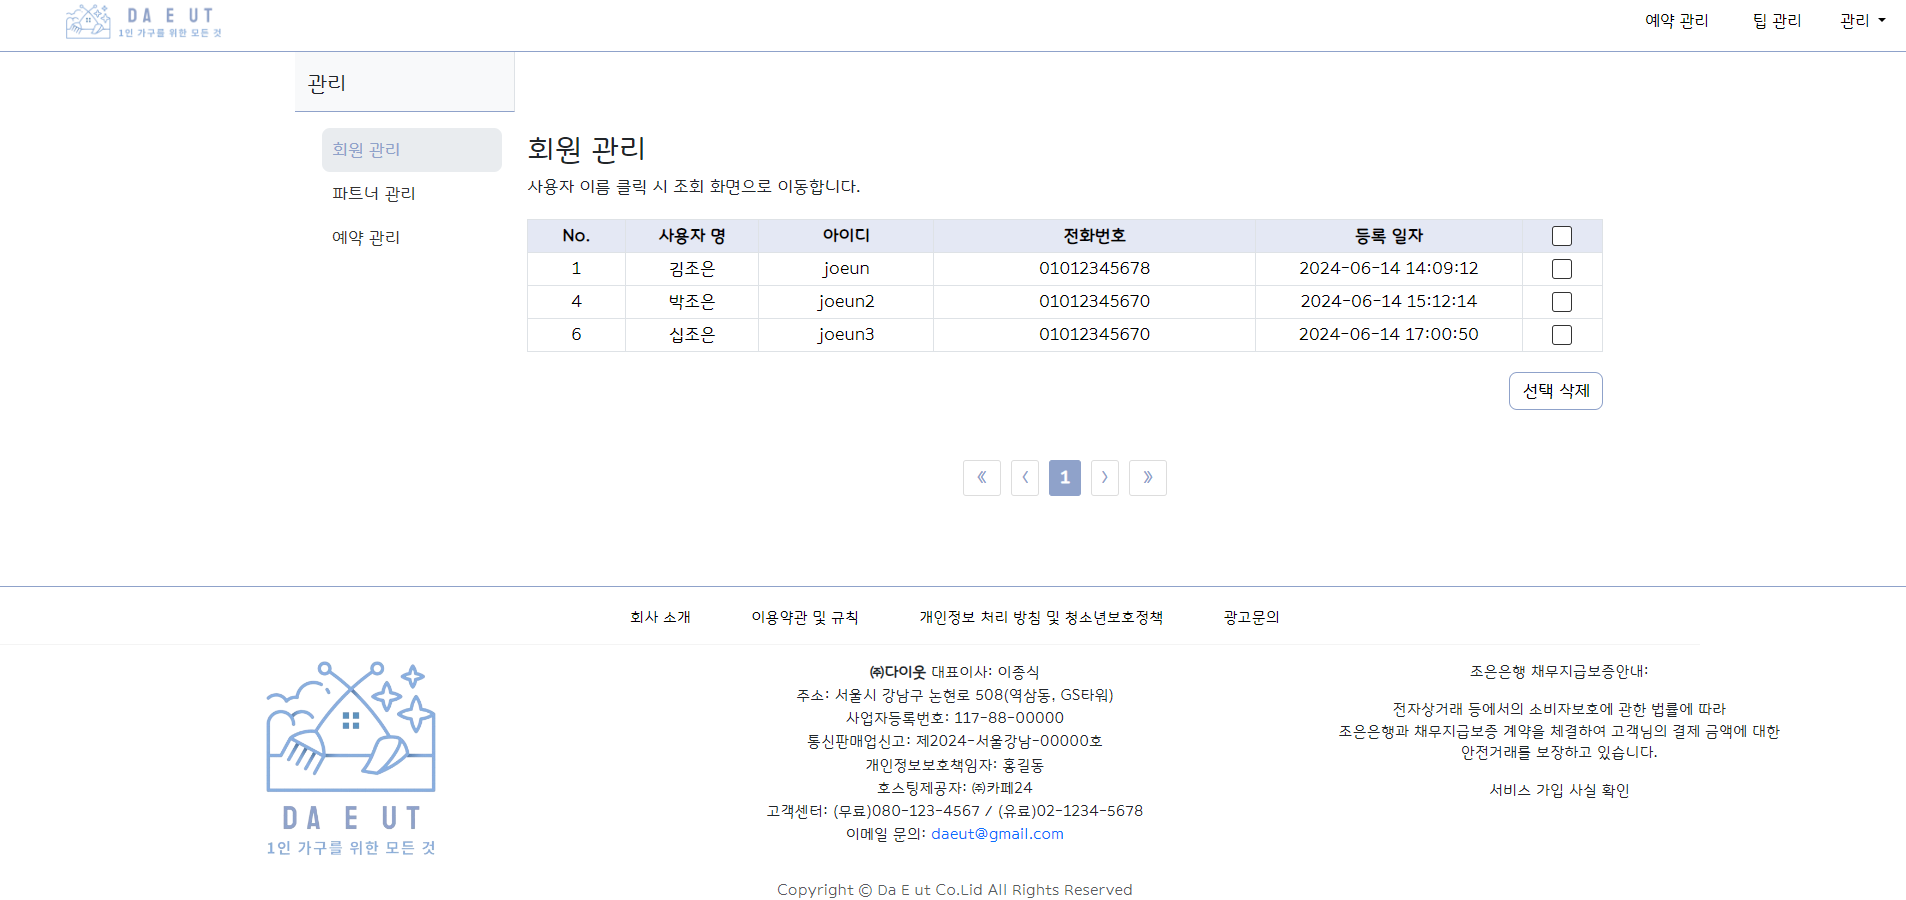 DA E UT
1인 가구를 위한 모든 것
예약 관리 팁 관리 관리
관리
회원 관리
파트너 관리
예약 관리
회원 관리
사용자 이름 클릭 시 조회 화면으로 이동합니다.
No. 사용자 명 아이디 전화번호 등록 일자
1 김조은 joeun 01012345678 2024-06-14 14:09:12
4 박조은 joeun2 01012345670 2024-06-14 15:12:14
6 십조은 joeun3 01012345670 2024-06-14 17:00:50
선택 삭제
« ‹ 1 › »
회사 소개 이용약관 및 규칙 개인정보 처리 방침 및 청소년보호정책 광고문의
DA E UT
1인 가구를 위한 모든 것
㈜다이웃 대표이사: 이종식
주소: 서울시 강남구 논현로 508(역삼동, GS타워)
사업자등록번호: 117-88-00000
통신판매업신고: 제2024-서울강남-00000호
개인정보보호책임자: 홍길동
호스팅제공자: ㈜카페24
고객센터: (무료)080-123-4567 / (유료)02-1234-5678
이메일 문의: daeut@gmail.com
조은은행 채무지급보증안내:
전자상거래 등에서의 소비자보호에 관한 법률에 따라
조은은행과 채무지급보증 계약을 체결하여 고객님의 결제 금액에 대한
안전거래를 보장하고 있습니다.
서비스 가입 사실 확인
Copyright © Da E ut Co.Lid All Rights Reserved